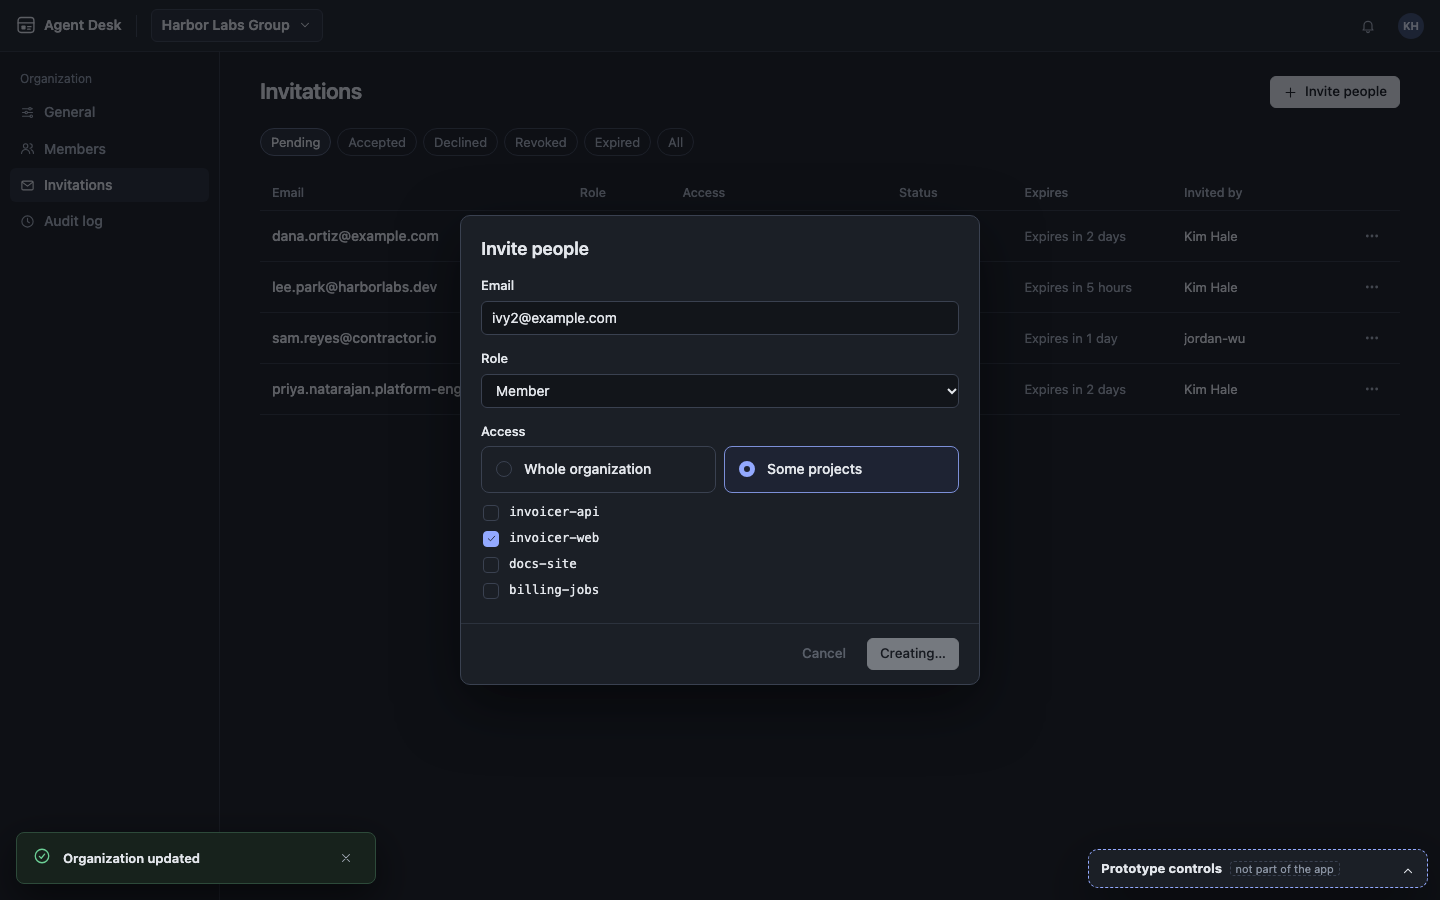 Agent Desk
Harbor Labs Group
KH
Organization
General
Members
Invitations
Audit log
Invitations
Invite people
Pending
Accepted
Declined
Revoked
Expired
All
Email Role Access Status Expires Invited by
dana.ortiz@example.com Expires in 2 days Kim Hale
lee.park@harborlabs.dev Expires in 5 hours Kim Hale
sam.reyes@contractor.io Expires in 1 day jordan-wu
priya.natarajan.platform-eng Expires in 2 days Kim Hale
Invite people
Email
ivy2@example.com
Role
Member
Access
Whole organization
Some projects
invoicer-api
invoicer-web
docs-site
billing-jobs
Cancel
Creating...
Organization updated
Prototype controls not part of the app